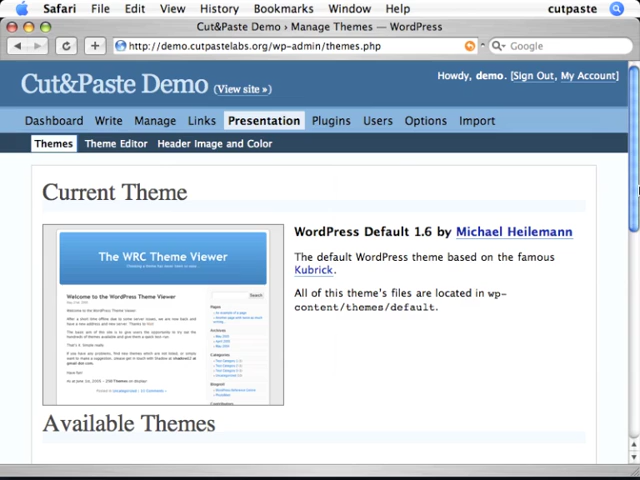 Safari File Edit View History Bookmarks Window Help cutpaste
Cut&Paste Demo › Manage Themes — WordPress
http://demo.cutpastelabs.org/wp-admin/themes.php
Google
Cut&Paste Demo (View site »)
Howdy, demo. [Sign Out, My Account]
Dashboard Write Manage Links Presentation Plugins Users Options Import
Themes Theme Editor Header Image and Color
Current Theme
The WRC Theme Viewer
Welcome to the WordPress Theme Viewer
WordPress Default 1.6 by Michael Heilemann
The default WordPress theme based on the famous
Kubrick.
All of this theme's files are located in wp-
content/themes/default.
Available Themes